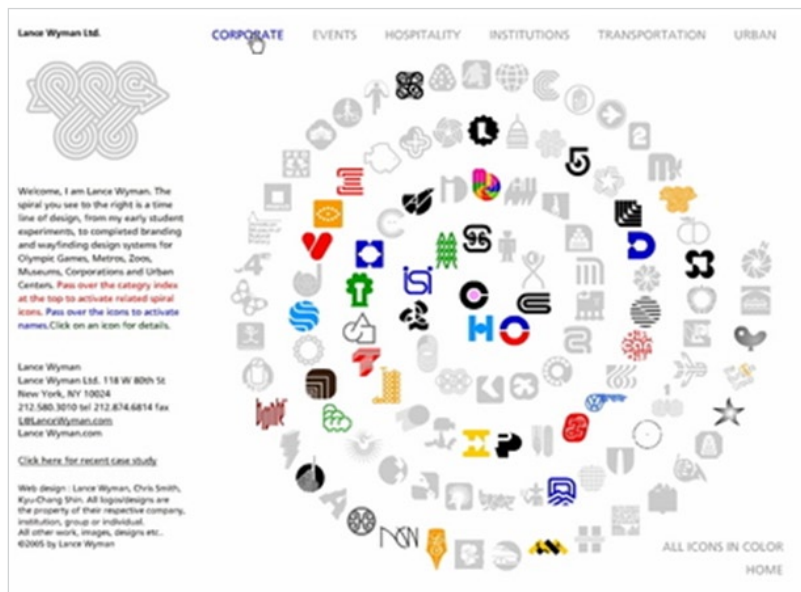 Lance Wyman Ltd.
CORPORATE EVENTS HOSPITALITY INSTITUTIONS TRANSPORTATION URBAN
Welcome, I am Lance Wyman. The
spiral you see to the right is a time
line of design, from my early student
experiments, to completed branding
and wayfinding design systems for
Olympic Games, Metros, Zoos,
Museums, Corporations and Urban
Centers. Pass over the categry index
at the top to activate related spiral
icons. Pass over the icons to activate
names.Click on an icon for details.
Lance Wyman
Lance Wyman Ltd. 118 W 80th St
New York, NY 10024
212.580.3010 tel 212.874.6814 fax
L@LanceWyman.com
Lance Wyman.com
Click here for recent case study
Web design : Lance Wyman, Chris Smith,
Kyu-Chang Shin. All logos/designs are
the property of their respective company,
institution, group or individual.
All other work, images, designs etc..
©2005 by Lance Wyman
ALL ICONS IN COLOR
HOME